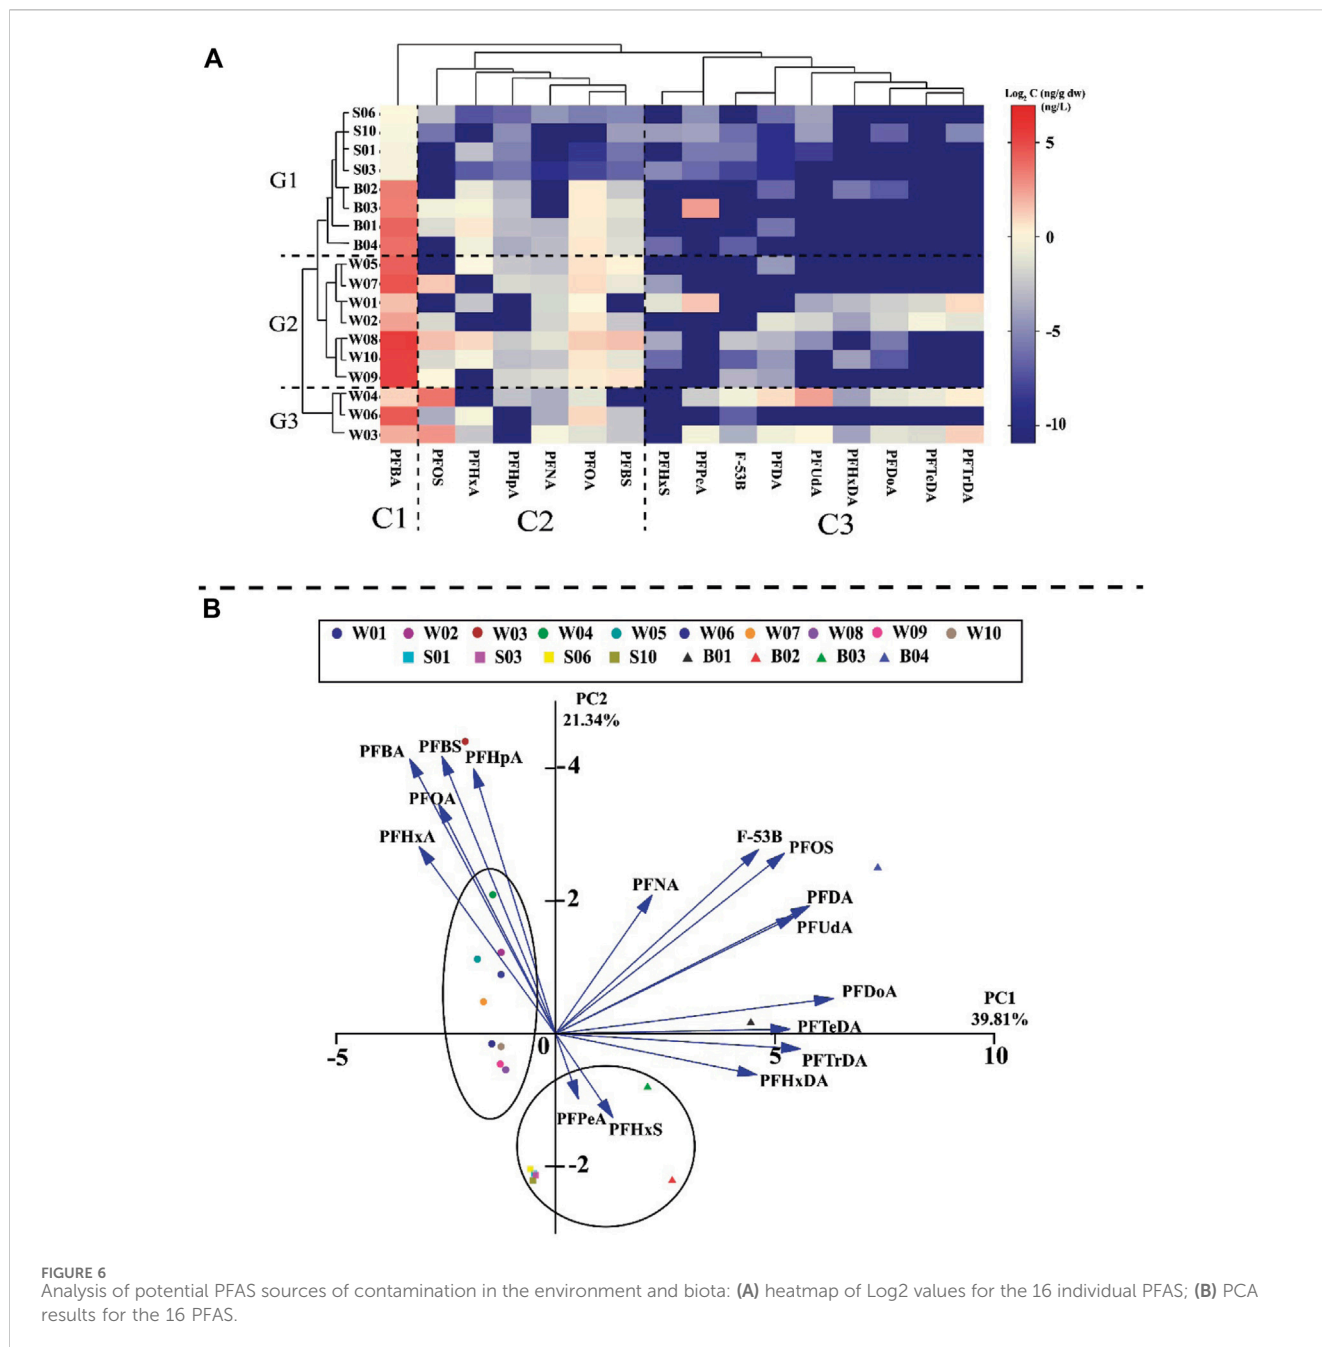 A
Log2 C (ng/g dw)
(ng/L)
5
0
-5
-10
G1
G2
G3
S06
S10
S01
S03
B02
B03
B01
B04
W05
W07
W01
W02
W08
W10
W09
W04
W06
W03
PFBA PFOS PFHxA PFHpA PFNA PFOA PFBS PFHxS PFPeA F-53B PFDA PFUdA PFHxDA PFDoA PFTeDA PFTrDA
C1 C2 C3
B
W01 W02 W03 W04 W05 W06 W07 W08 W09 W10
S01 S03 S06 S10 B01 B02 B03 B04
PC2
21.34%
PFBA PFBS PFHpA
4
PFOA
PFHxA
F-53B
PFOS
PFNA
2
PFDA
PFUdA
PFDoA
PC1
39.81%
PFTeDA
-5 0 5 10
PFTrDA
PFHxDA
PFPeA
PFHxS
-2
FIGURE 6
Analysis of potential PFAS sources of contamination in the environment and biota: (A) heatmap of Log2 values for the 16 individual PFAS; (B) PCA
results for the 16 PFAS.